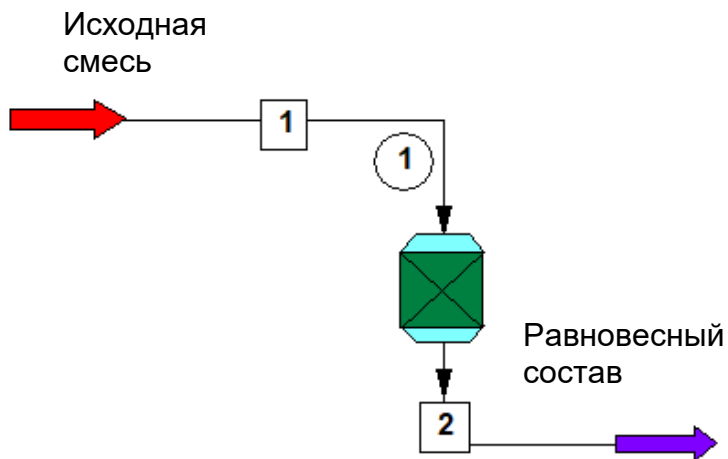 Исходная
смесь
1
1
Равновесный
состав
2